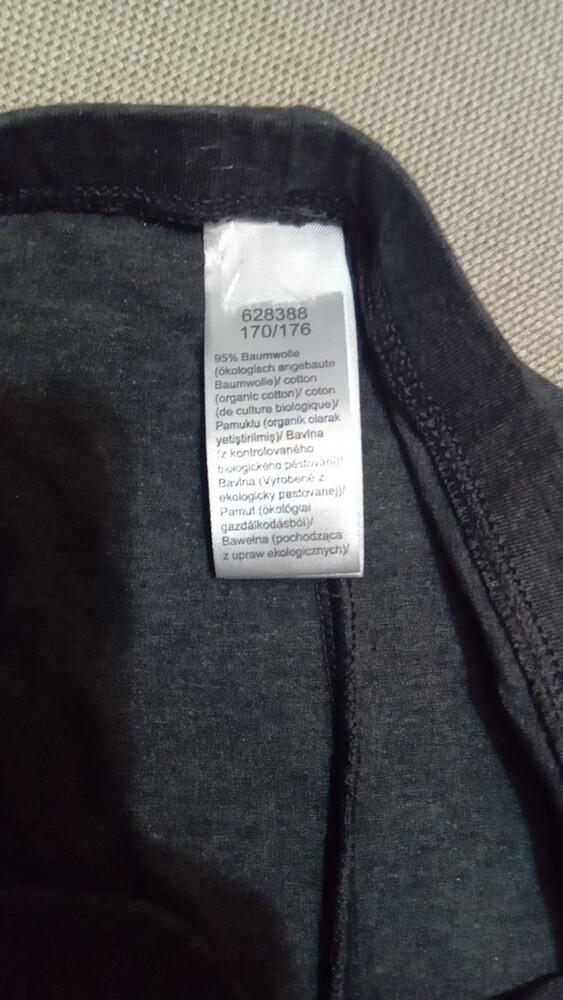 628388
170/176
95% Baumwolle
(ökologisch angebaute
Baumwolle)/ cotton
(organic cotton)/ coton
(de culture biologique)/
Pamuklu (organik olarak
yetiştirilmiş)/ Bavlna
(z kontrolovaného
biologického pěstování)/
Bavlna (Vyrobené z
ekologicky pestovanej)/
Pamut (ökológiai
gazdálkodásból)/
Bawełna (pochodząca
z upraw ekologicznych)/